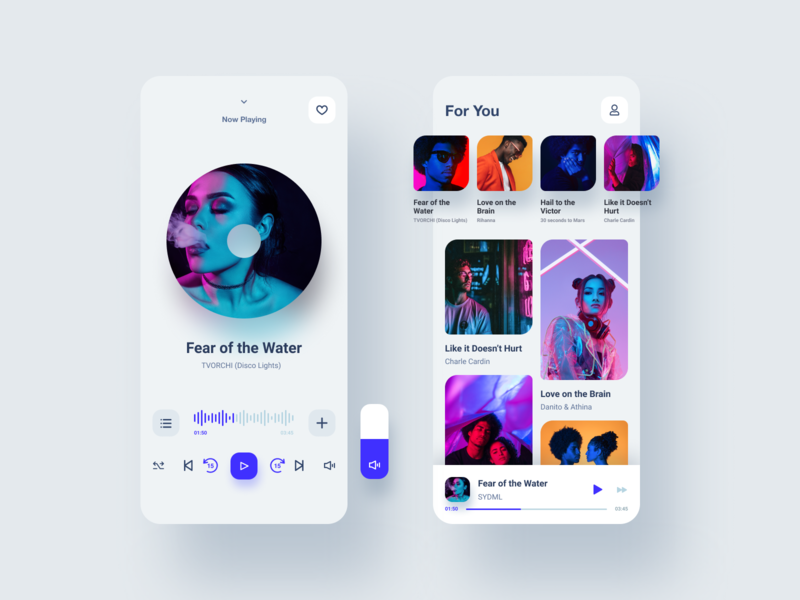 Now Playing
Fear of the Water
TVORCHI (Disco Lights)
01:50
03:45
15
15
For You
Fear of the
Water
TVORCHI (Disco Lights)
Love on the
Brain
Rihanna
Hail to the
Victor
30 seconds to Mars
Like it Doesn't
Hurt
Charle Cardin
Like it Doesn't Hurt
Charle Cardin
Love on the Brain
Danito & Athina
Fear of the Water
SYDML
01:50
03:45